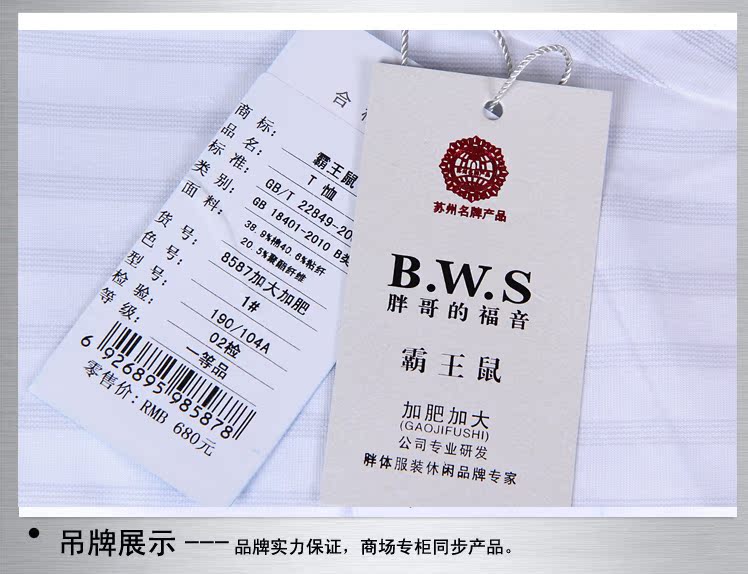 合
商 标: 霸王鼠
品 名: T 恤
标 准: GB/T 22849-20
类 别: GB 18401-2010 B类
面 料: 38.9%棉40.6%粘纤
20.5%聚酯纤维
货 号: 8587加大加肥
色 号: 1#
型 号: 190/104A
检 验: 02检
等 级: 一等品
6 926895 985878
零售价: RMB 680元
苏州名牌产品
B.W.S
胖哥的福音
霸王鼠
加肥加大
(GAOJIFUSHI)
公司专业研发
胖体服装休闲品牌专家
• 吊牌展示 --- 品牌实力保证，商场专柜同步产品。